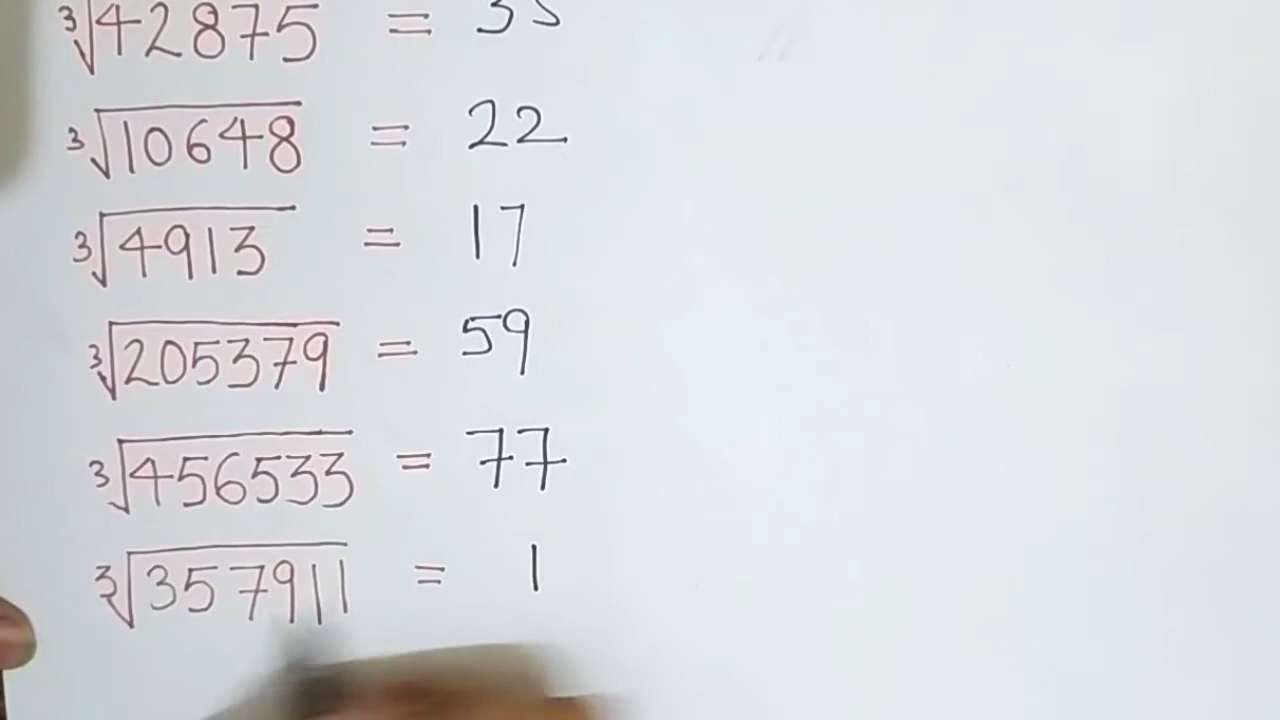 ∛42875 = 35
∛10648 = 22
∛4913 = 17
∛205379 = 59
∛456533 = 77
∛357911 = 1